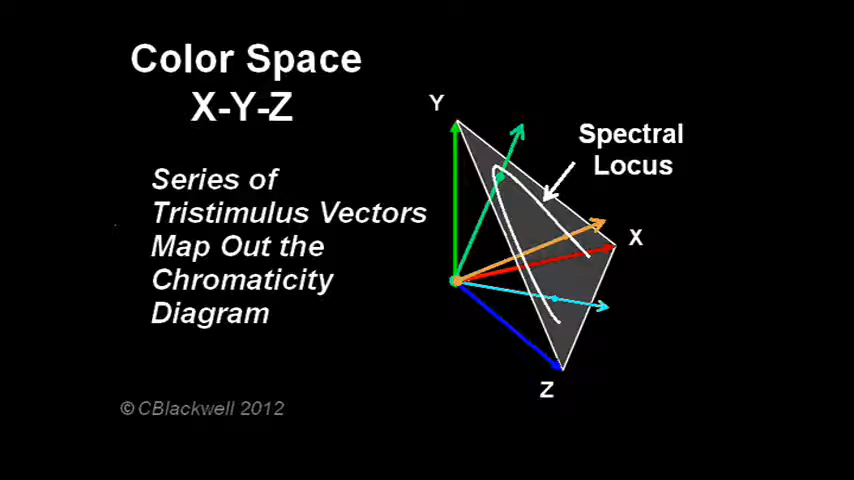 Color Space
X-Y-Z
Series of
Tristimulus Vectors
Map Out the
Chromaticity
Diagram
Y
Spectral
Locus
X
Z
© CBlackwell 2012